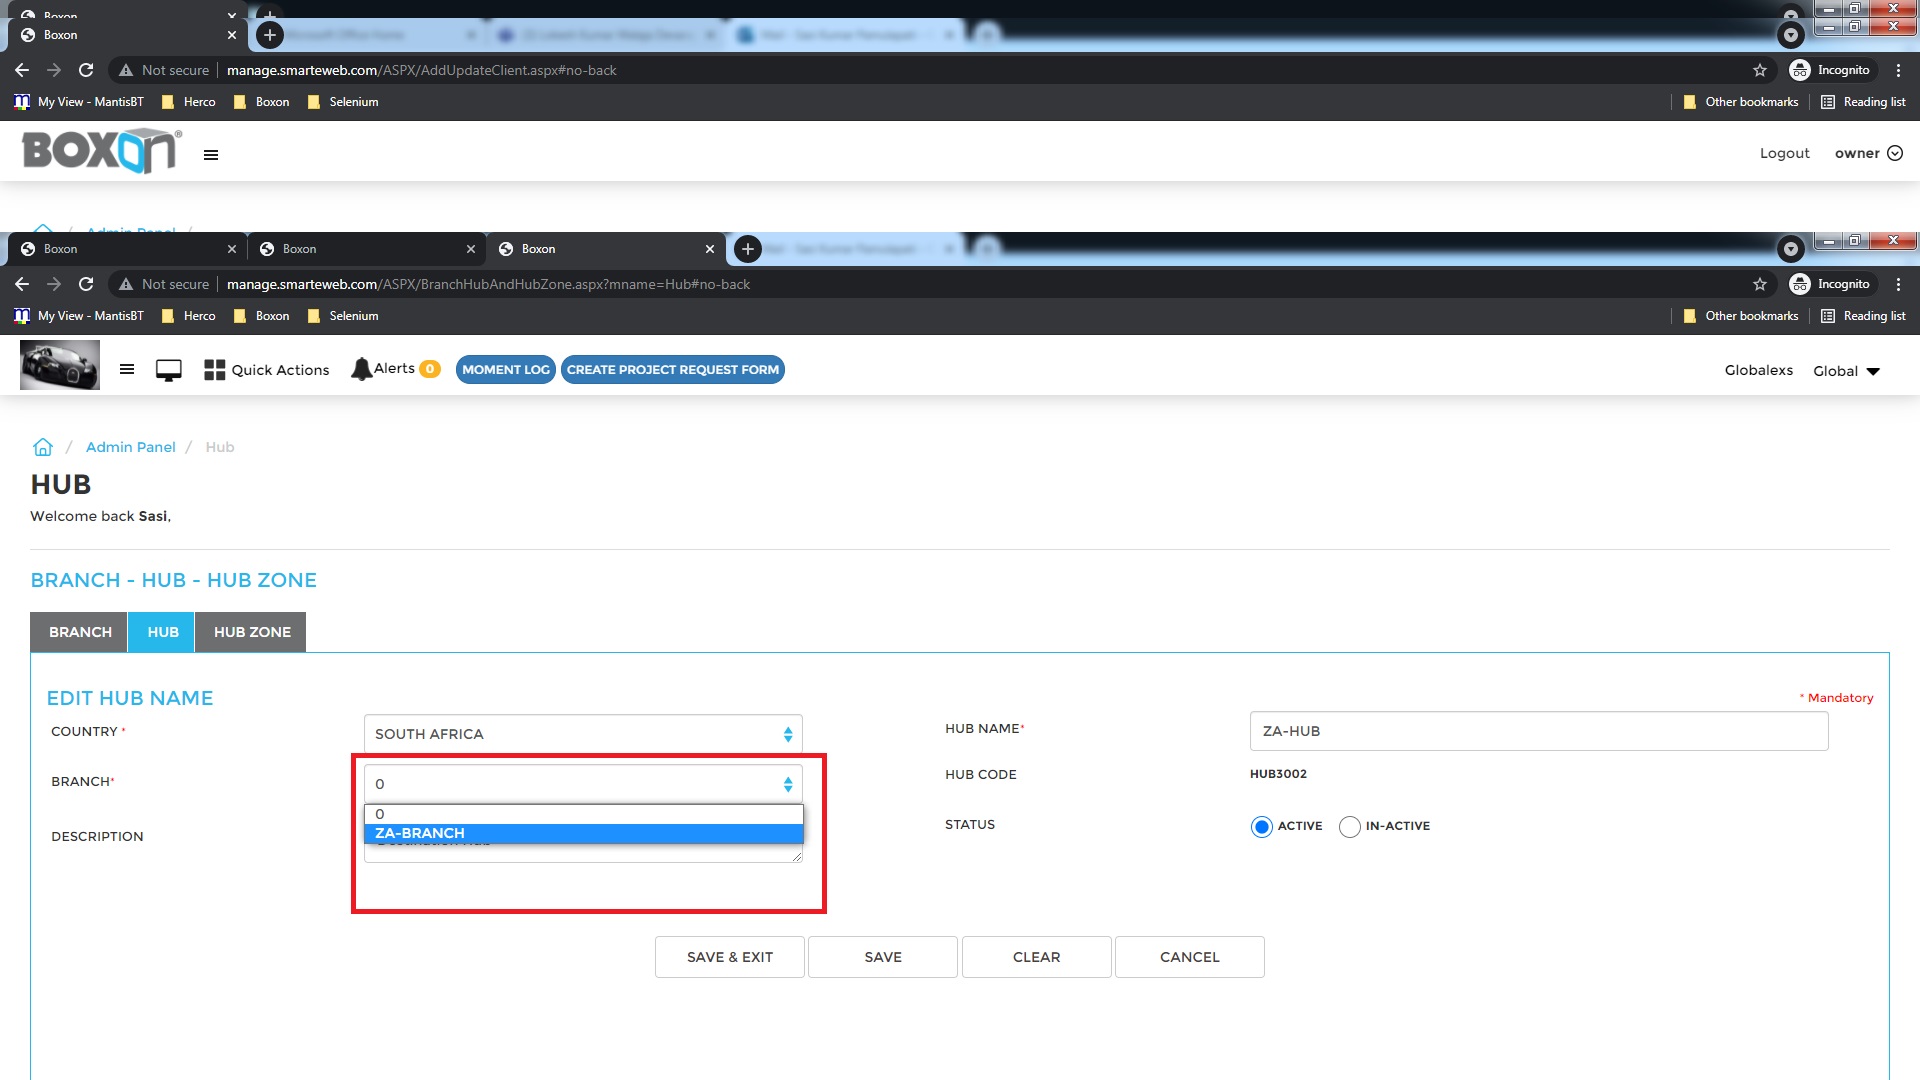 Boxon
Boxon
Not secure manage.smarteweb.com/ASPX/AddUpdateClient.aspx#no-back Incognito
My View - MantisBT Herco Boxon Selenium Other bookmarks Reading list
BOXON® Logout owner
Admin Panel /
Boxon Boxon Boxon
Not secure manage.smarteweb.com/ASPX/BranchHubAndHubZone.aspx?mname=Hub#no-back Incognito
My View - MantisBT Herco Boxon Selenium Other bookmarks Reading list
Quick Actions Alerts 0 MOMENT LOG CREATE PROJECT REQUEST FORM Globalexs Global
/ Admin Panel / Hub
HUB
Welcome back Sasi,
BRANCH - HUB - HUB ZONE
BRANCH HUB HUB ZONE
EDIT HUB NAME * Mandatory
COUNTRY * SOUTH AFRICA HUB NAME* ZA-HUB
BRANCH* 0 HUB CODE HUB3002
0
ZA-BRANCH
DESCRIPTION STATUS ACTIVE IN-ACTIVE
SAVE & EXIT SAVE CLEAR CANCEL